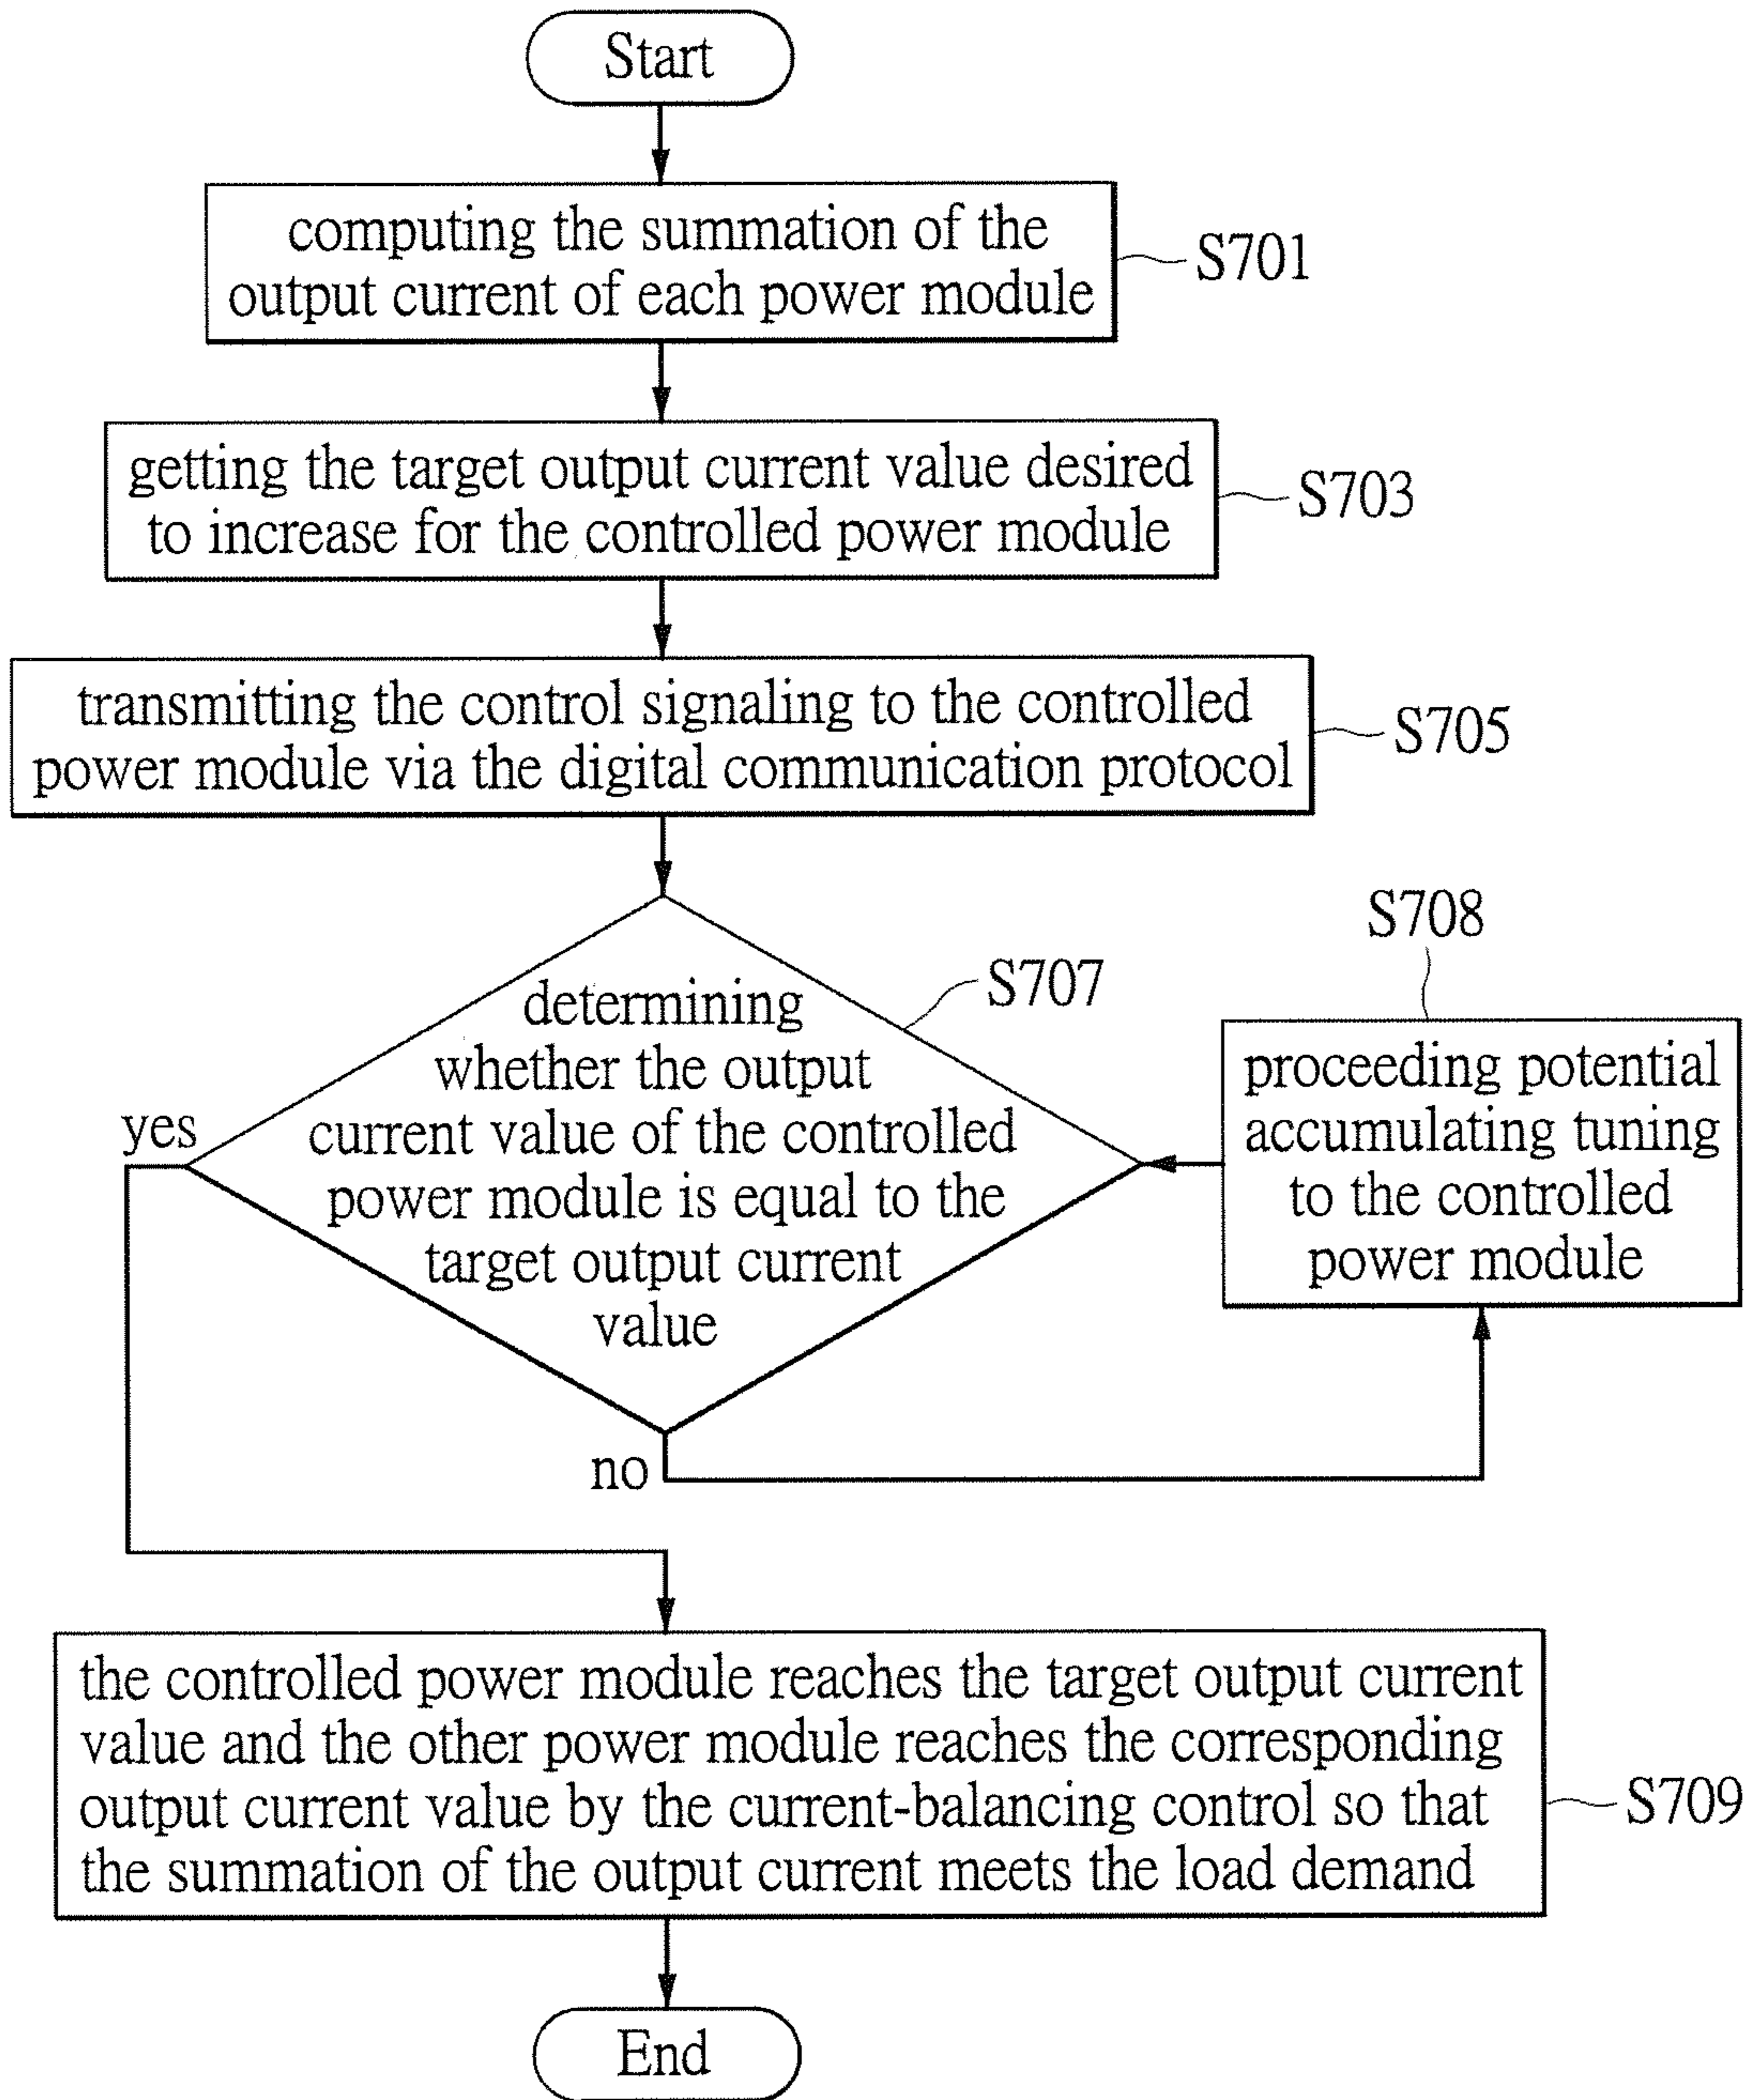 Start
computing the summation of the
output current of each power module
S701
getting the target output current value desired
to increase for the controlled power module
S703
transmitting the control signaling to the controlled
power module via the digital communication protocol
S705
determining
whether the output
current value of the controlled
power module is equal to the
target output current
value
S707
yes
no
S708
proceeding potential
accumulating tuning
to the controlled
power module
the controlled power module reaches the target output current
value and the other power module reaches the corresponding
output current value by the current-balancing control so that
the summation of the output current meets the load demand
S709
End